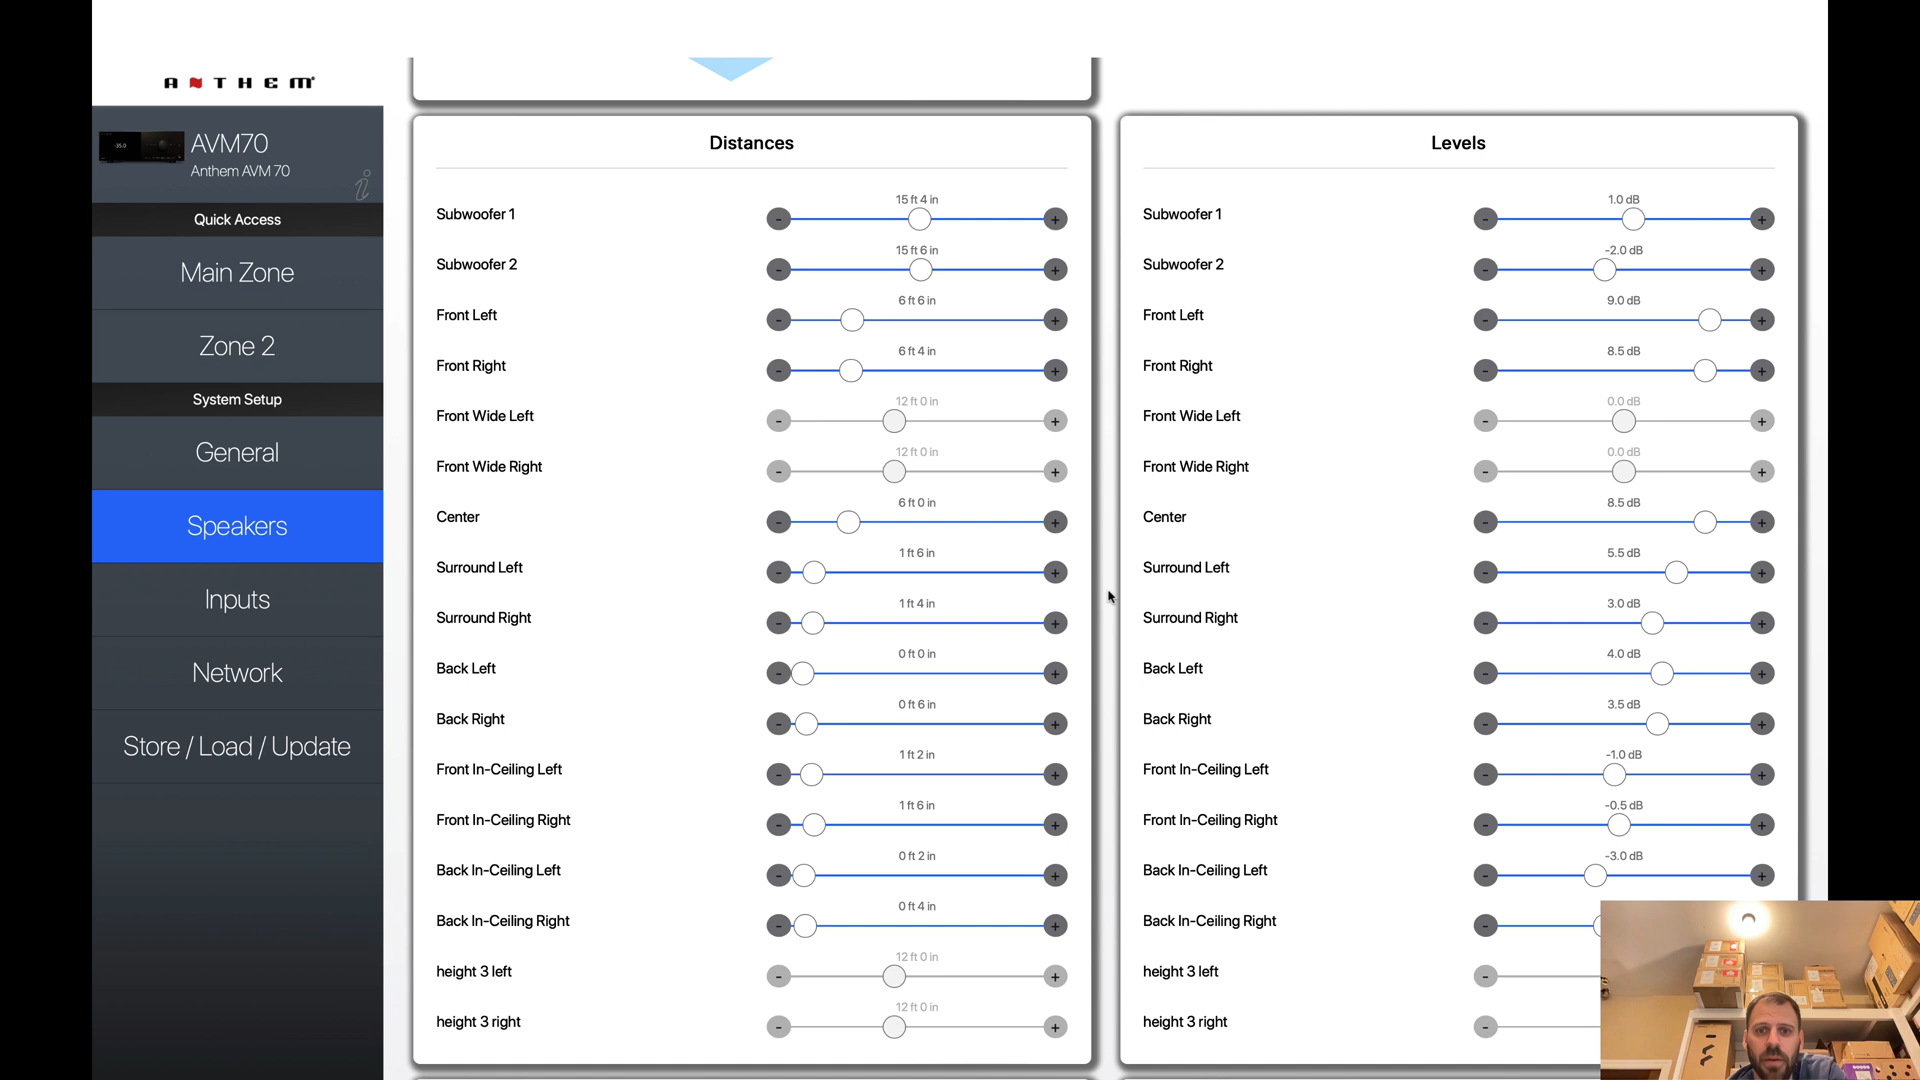 ANTHEM
AVM70
Anthem AVM 70
-35.0
i
Quick Access
Main Zone
Zone 2
System Setup
General
Speakers
Inputs
Network
Store / Load / Update
Distances
Subwoofer 1
- 15 ft 4 in +
Subwoofer 2
- 15 ft 6 in +
Front Left
- 6 ft 6 in +
Front Right
- 6 ft 4 in +
Front Wide Left
- 12 ft 0 in +
Front Wide Right
- 12 ft 0 in +
Center
- 6 ft 0 in +
Surround Left
- 1 ft 6 in +
Surround Right
- 1 ft 4 in +
Back Left
- 0 ft 0 in +
Back Right
- 0 ft 6 in +
Front In-Ceiling Left
- 1 ft 2 in +
Front In-Ceiling Right
- 1 ft 6 in +
Back In-Ceiling Left
- 0 ft 2 in +
Back In-Ceiling Right
- 0 ft 4 in +
height 3 left
- 12 ft 0 in +
height 3 right
- 12 ft 0 in +
Levels
Subwoofer 1
- 1.0 dB +
Subwoofer 2
- -2.0 dB +
Front Left
- 9.0 dB +
Front Right
- 8.5 dB +
Front Wide Left
- 0.0 dB +
Front Wide Right
- 0.0 dB +
Center
- 8.5 dB +
Surround Left
- 5.5 dB +
Surround Right
- 3.0 dB +
Back Left
- 4.0 dB +
Back Right
- 3.5 dB +
Front In-Ceiling Left
- -1.0 dB +
Front In-Ceiling Right
- -0.5 dB +
Back In-Ceiling Left
- -3.0 dB +
Back In-Ceiling Right
-
height 3 left
-
height 3 right
-